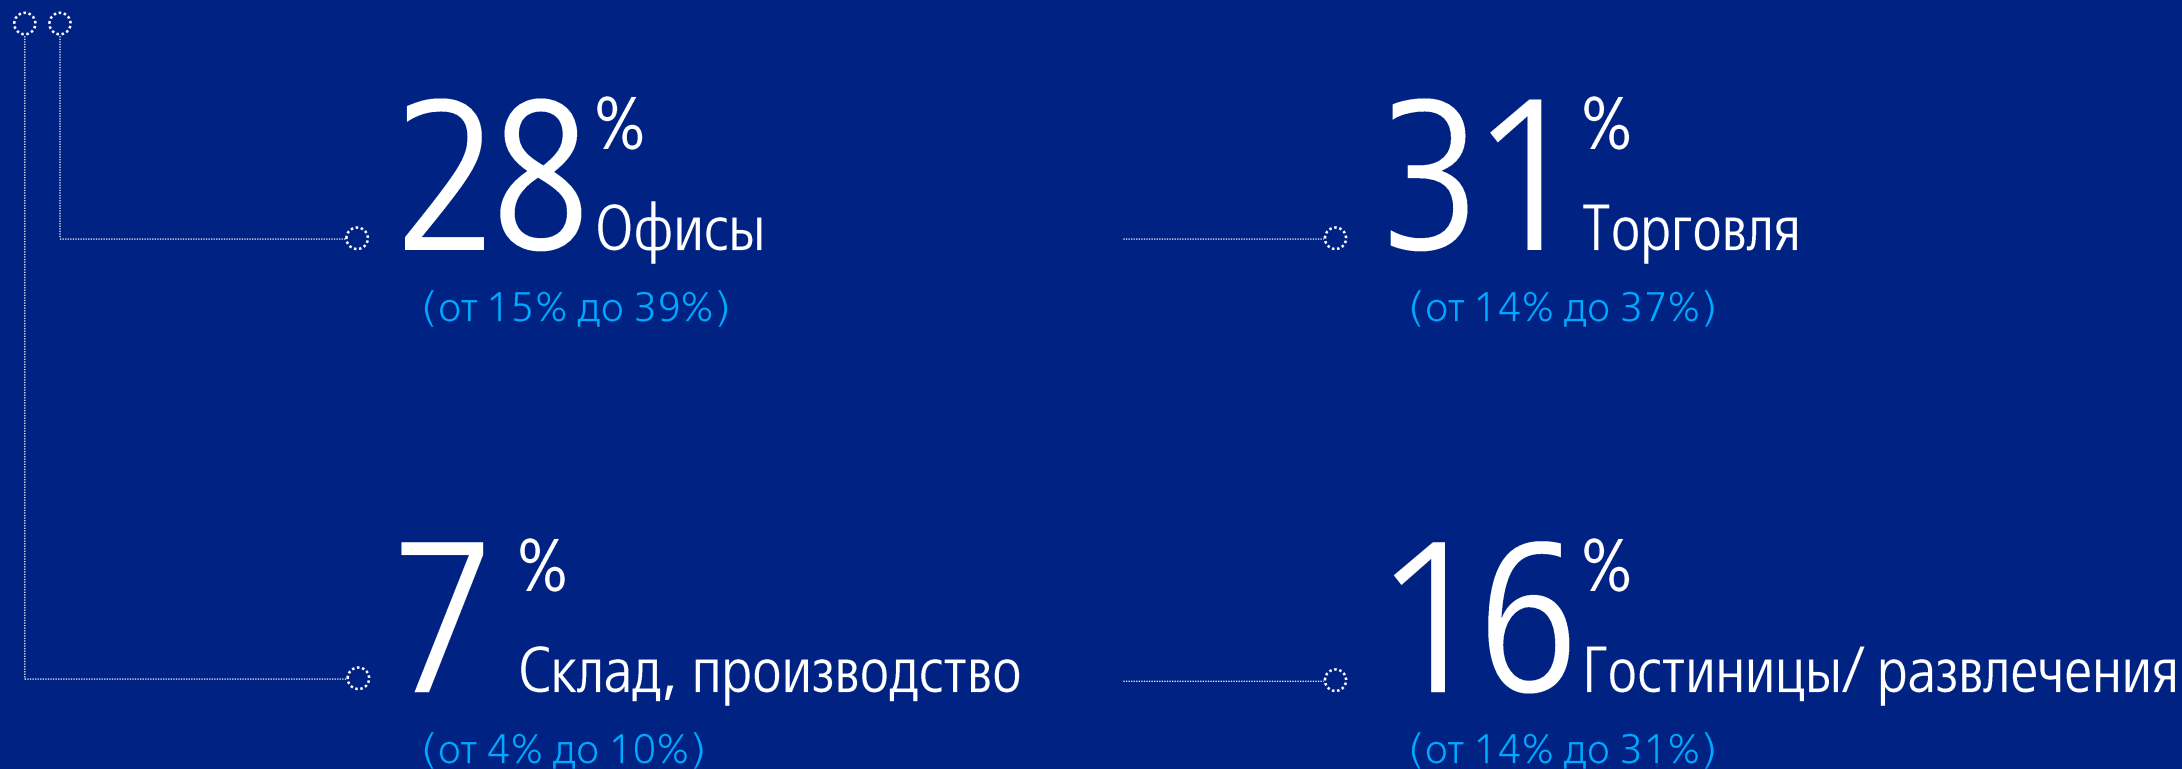 28% Офисы
(от 15% до 39%)
31% Торговля
(от 14% до 37%)
7% Склад, производство
(от 4% до 10%)
16% Гостиницы/ развлечения
(от 14% до 31%)